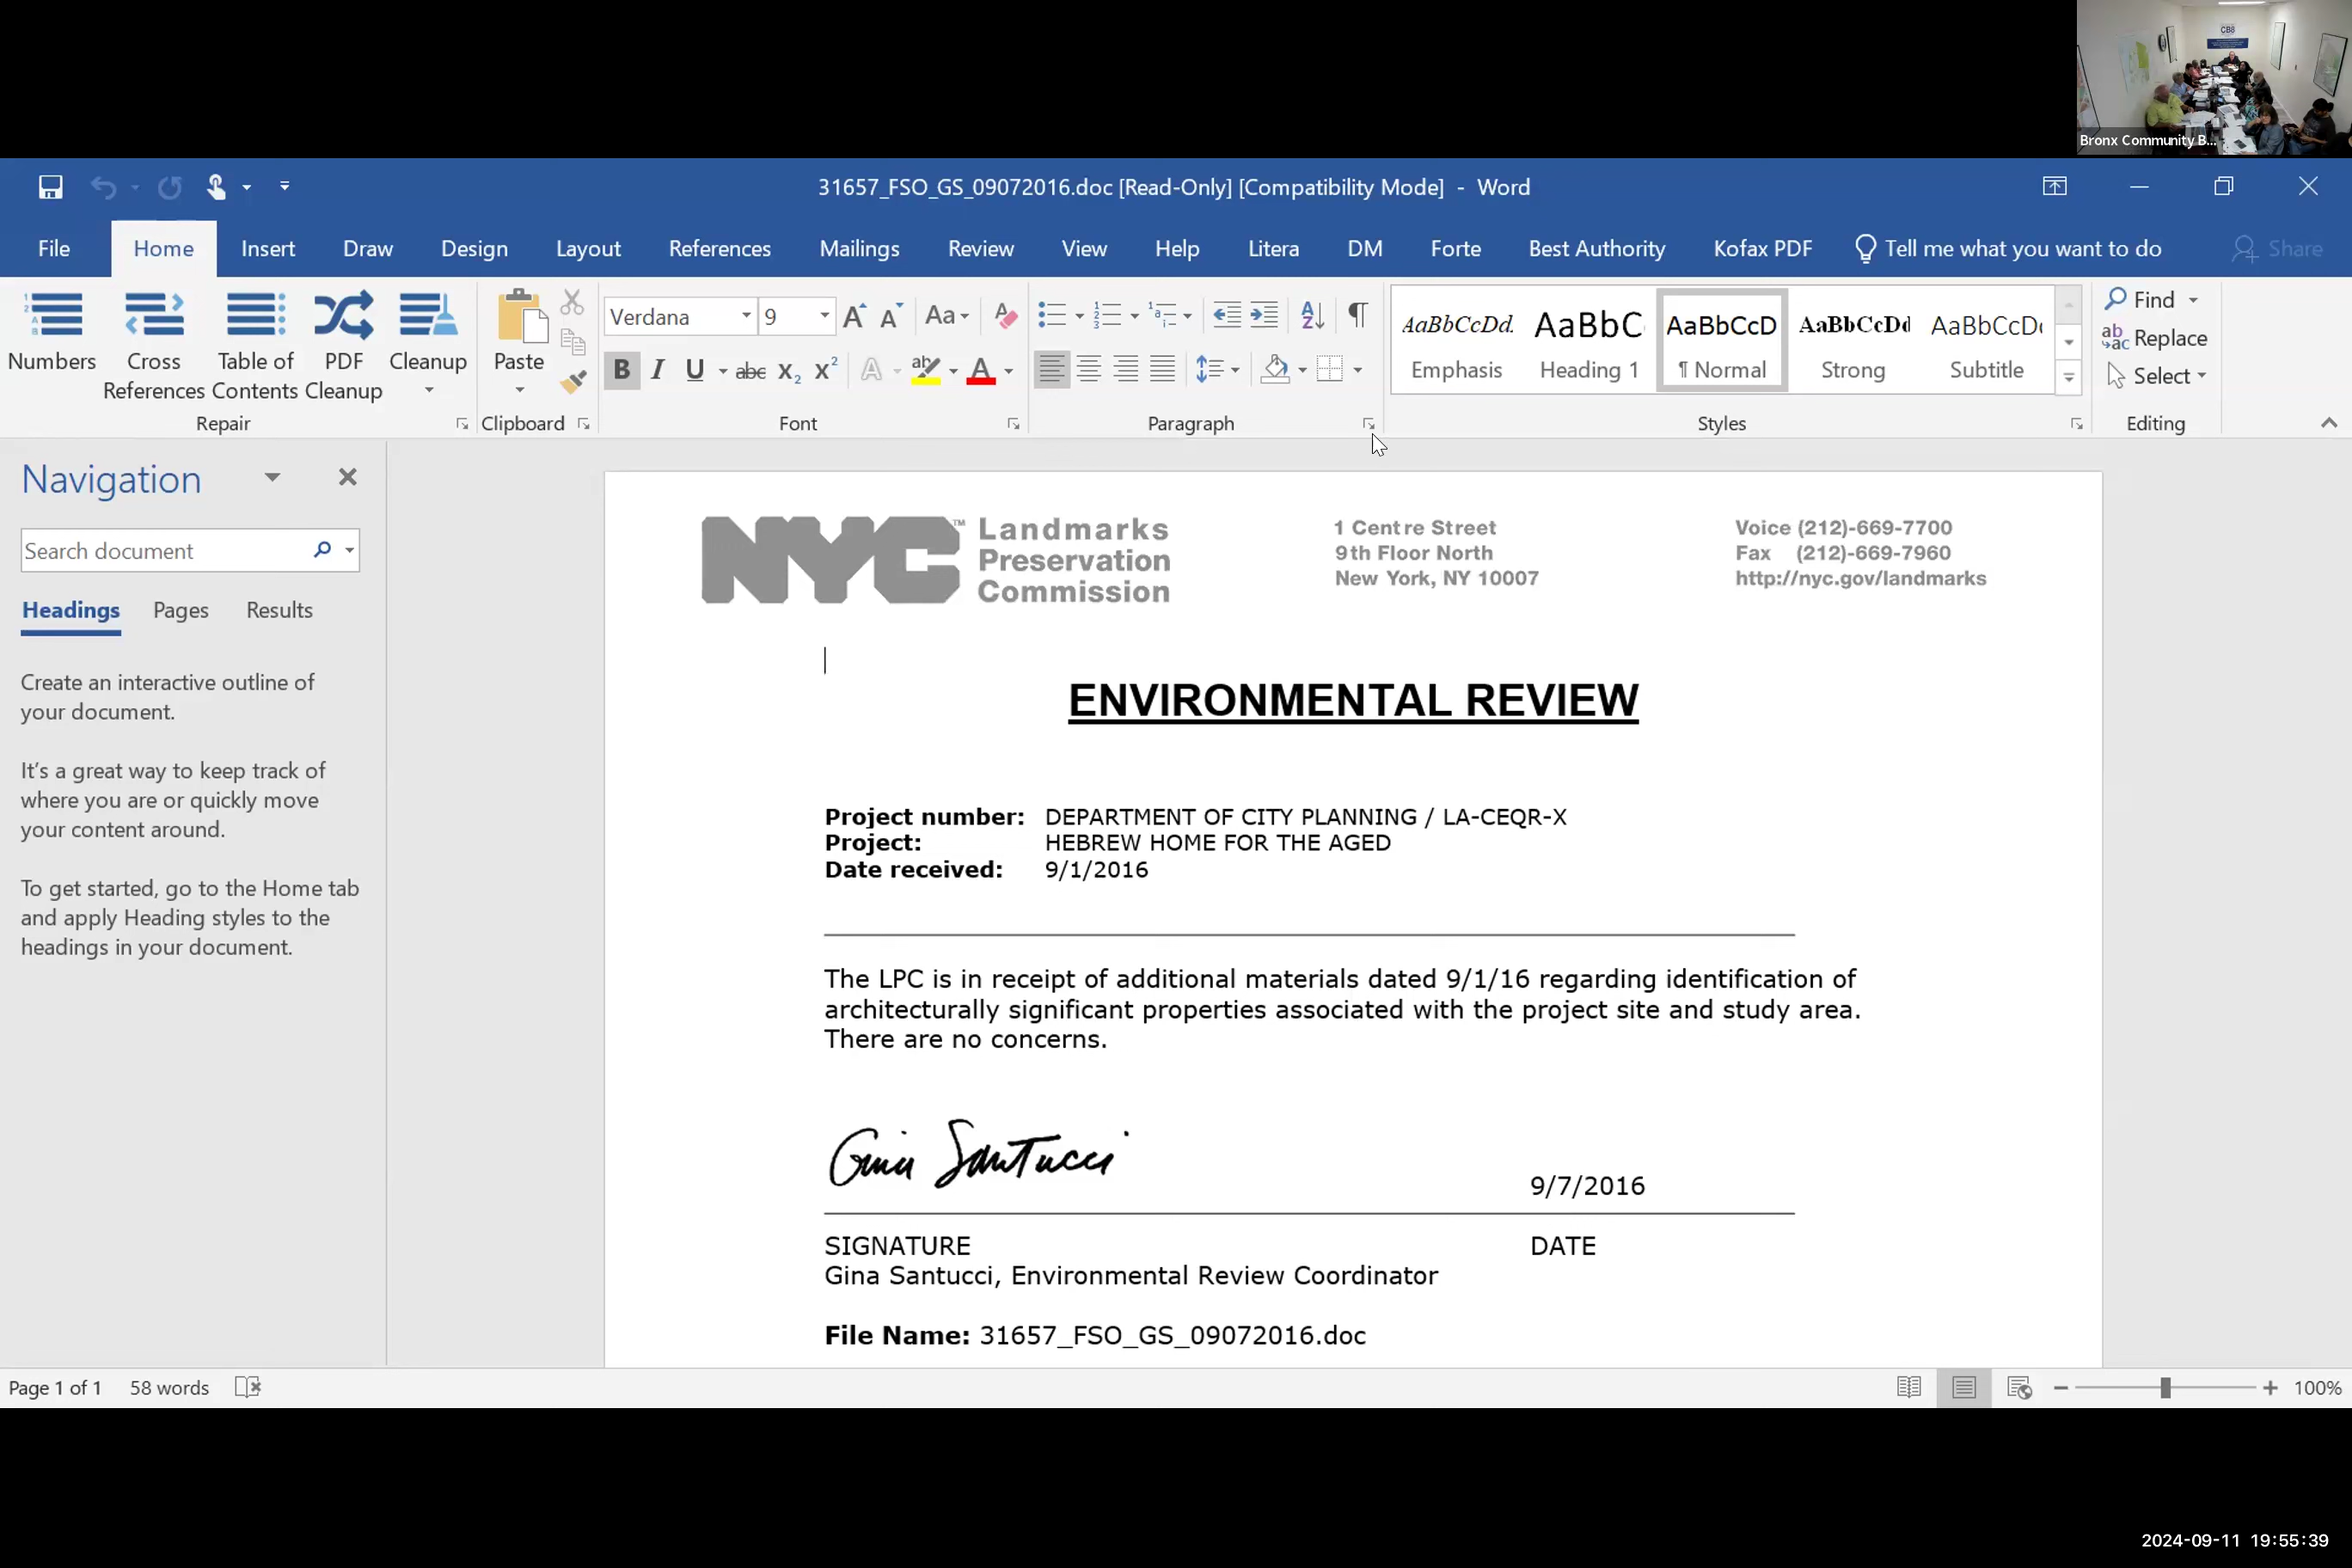 CB8
Bronx Community B...
31657_FSO_GS_09072016.doc [Read-Only] [Compatibility Mode] - Word
File Home Insert Draw Design Layout References Mailings Review View Help Litera DM Forte Best Authority Kofax PDF Tell me what you want to do Share
Numbers
Cross
References
Table of
Contents
PDF
Cleanup
Cleanup
Repair
Paste
Clipboard
Verdana 9
Font
Paragraph
AaBbCcDd. AaBbC AaBbCcD AaBbCcDd AaBbCcD
Emphasis Heading 1 ¶ Normal Strong Subtitle
Styles
Find
Replace
Select
Editing
Navigation
Search document
Headings Pages Results
Create an interactive outline of
your document.
It's a great way to keep track of
where you are or quickly move
your content around.
To get started, go to the Home tab
and apply Heading styles to the
headings in your document.
NYC™
Landmarks
Preservation
Commission
1 Centre Street
9th Floor North
New York, NY 10007
Voice (212)-669-7700
Fax (212)-669-7960
http://nyc.gov/landmarks
ENVIRONMENTAL REVIEW
Project number: DEPARTMENT OF CITY PLANNING / LA-CEQR-X
Project: HEBREW HOME FOR THE AGED
Date received: 9/1/2016
The LPC is in receipt of additional materials dated 9/1/16 regarding identification of
architecturally significant properties associated with the project site and study area.
There are no concerns.
Gina Santucci
9/7/2016
SIGNATURE DATE
Gina Santucci, Environmental Review Coordinator
File Name: 31657_FSO_GS_09072016.doc
Page 1 of 1 58 words
100%
2024-09-11 19:55:39